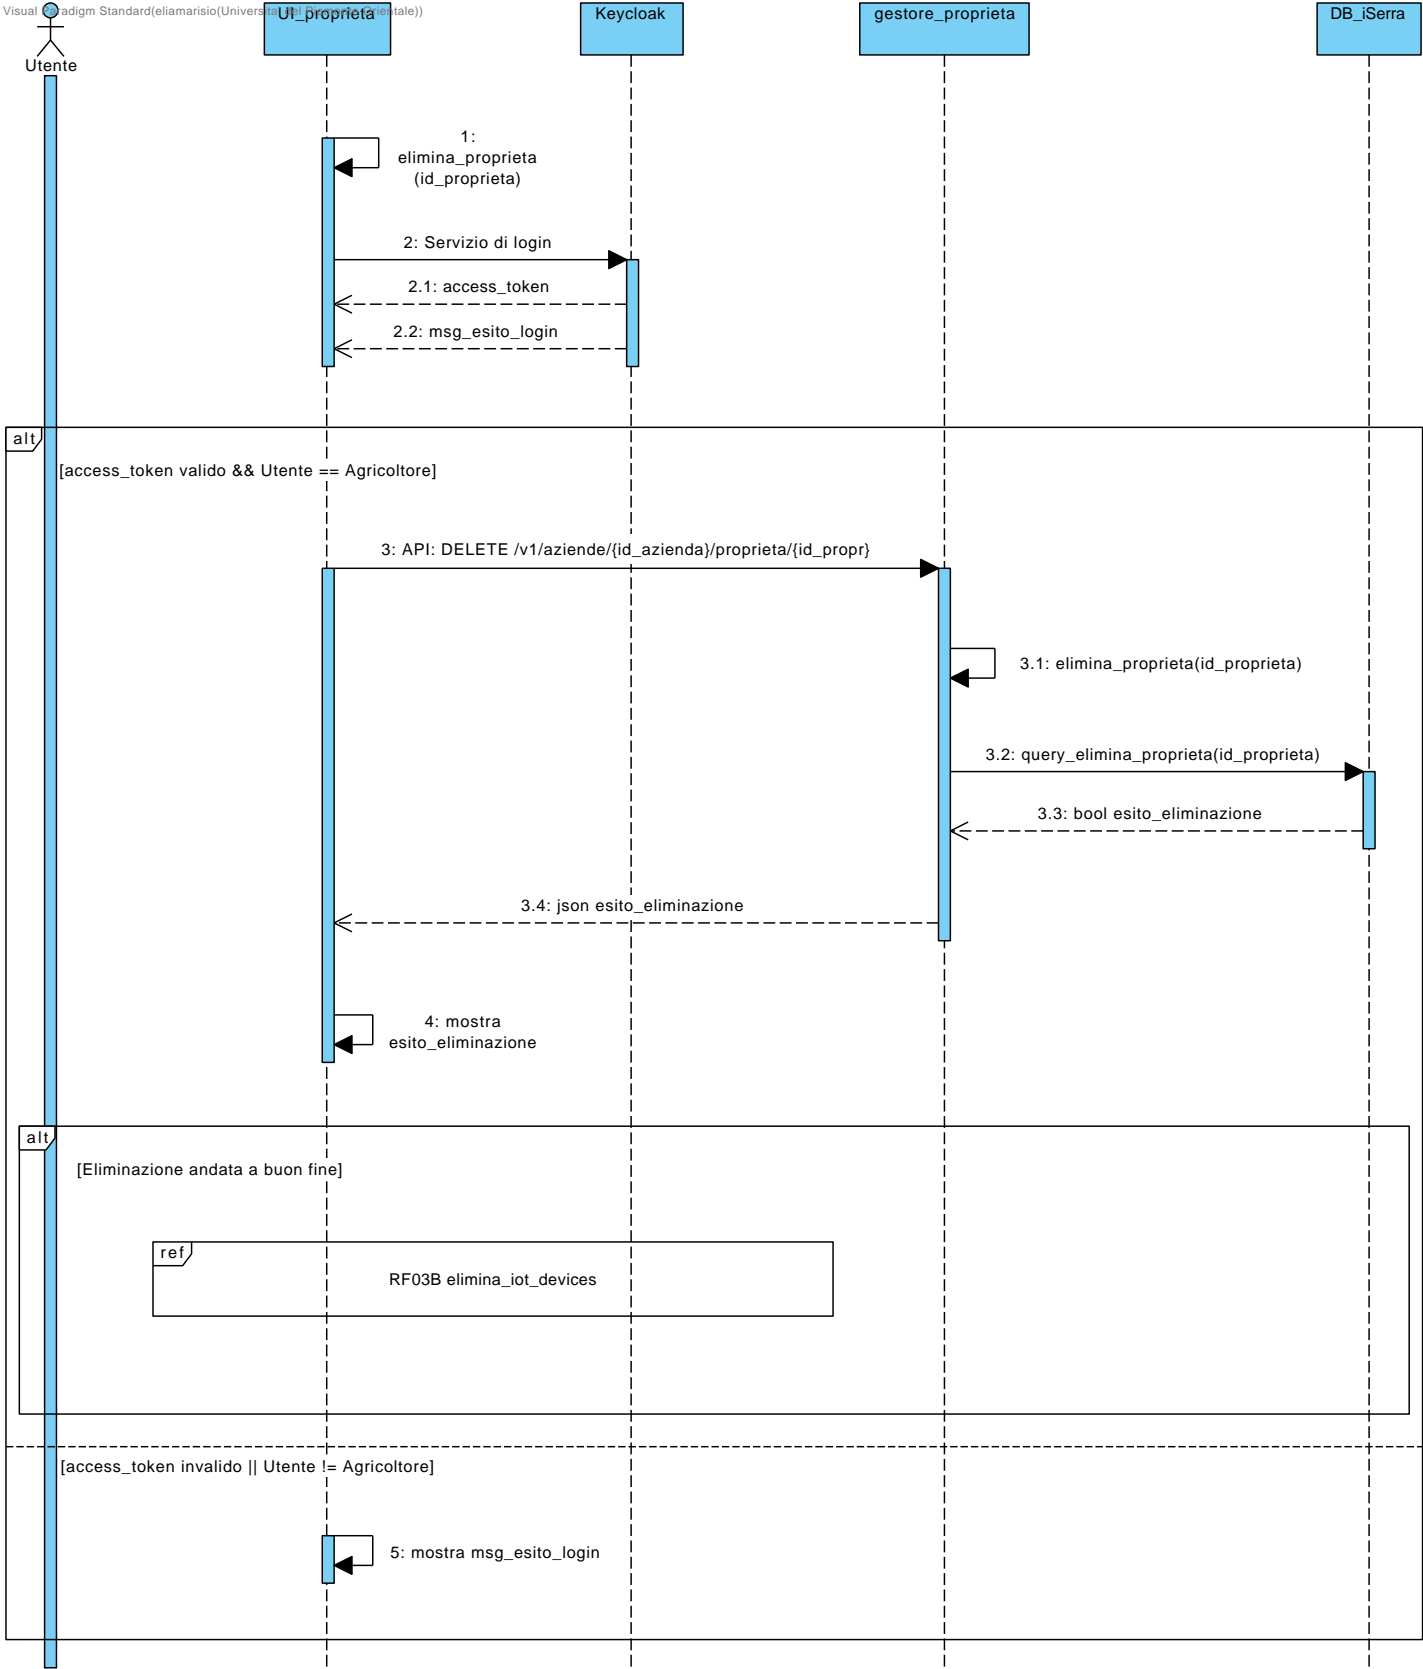 Visual Paradigm Standard(eliamarisio(Università del Piemonte Orientale))
Utente
UI_proprieta
Keycloak
gestore_proprieta
DB_iSerra
1:
elimina_proprieta
(id_proprieta)
2: Servizio di login
2.1: access_token
2.2: msg_esito_login
alt
[access_token valido && Utente == Agricoltore]
3: API: DELETE /v1/aziende/{id_azienda}/proprieta/{id_propr}
3.1: elimina_proprieta(id_proprieta)
3.2: query_elimina_proprieta(id_proprieta)
3.3: bool esito_eliminazione
3.4: json esito_eliminazione
4: mostra
esito_eliminazione
alt
[Eliminazione andata a buon fine]
ref
RF03B elimina_iot_devices
[access_token invalido || Utente != Agricoltore]
5: mostra msg_esito_login